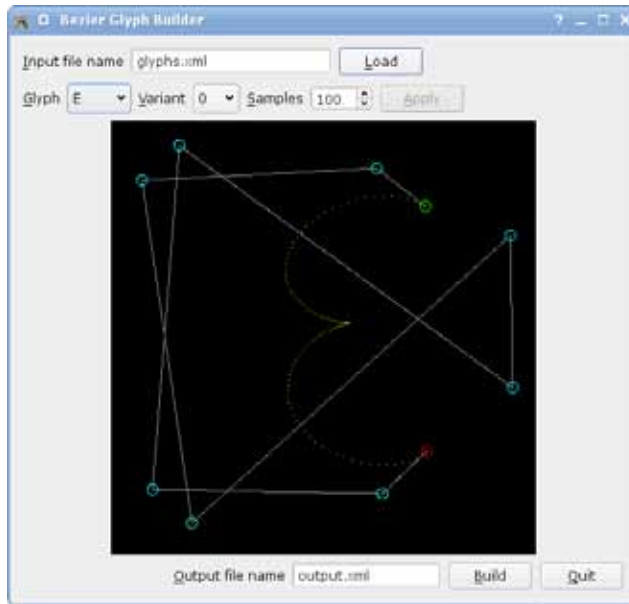 Bezier Glyph Builder
Input file name glyphs.xml Load
Glyph E Variant 0 Samples 100 Apply
Output file name output.xml Build Quit